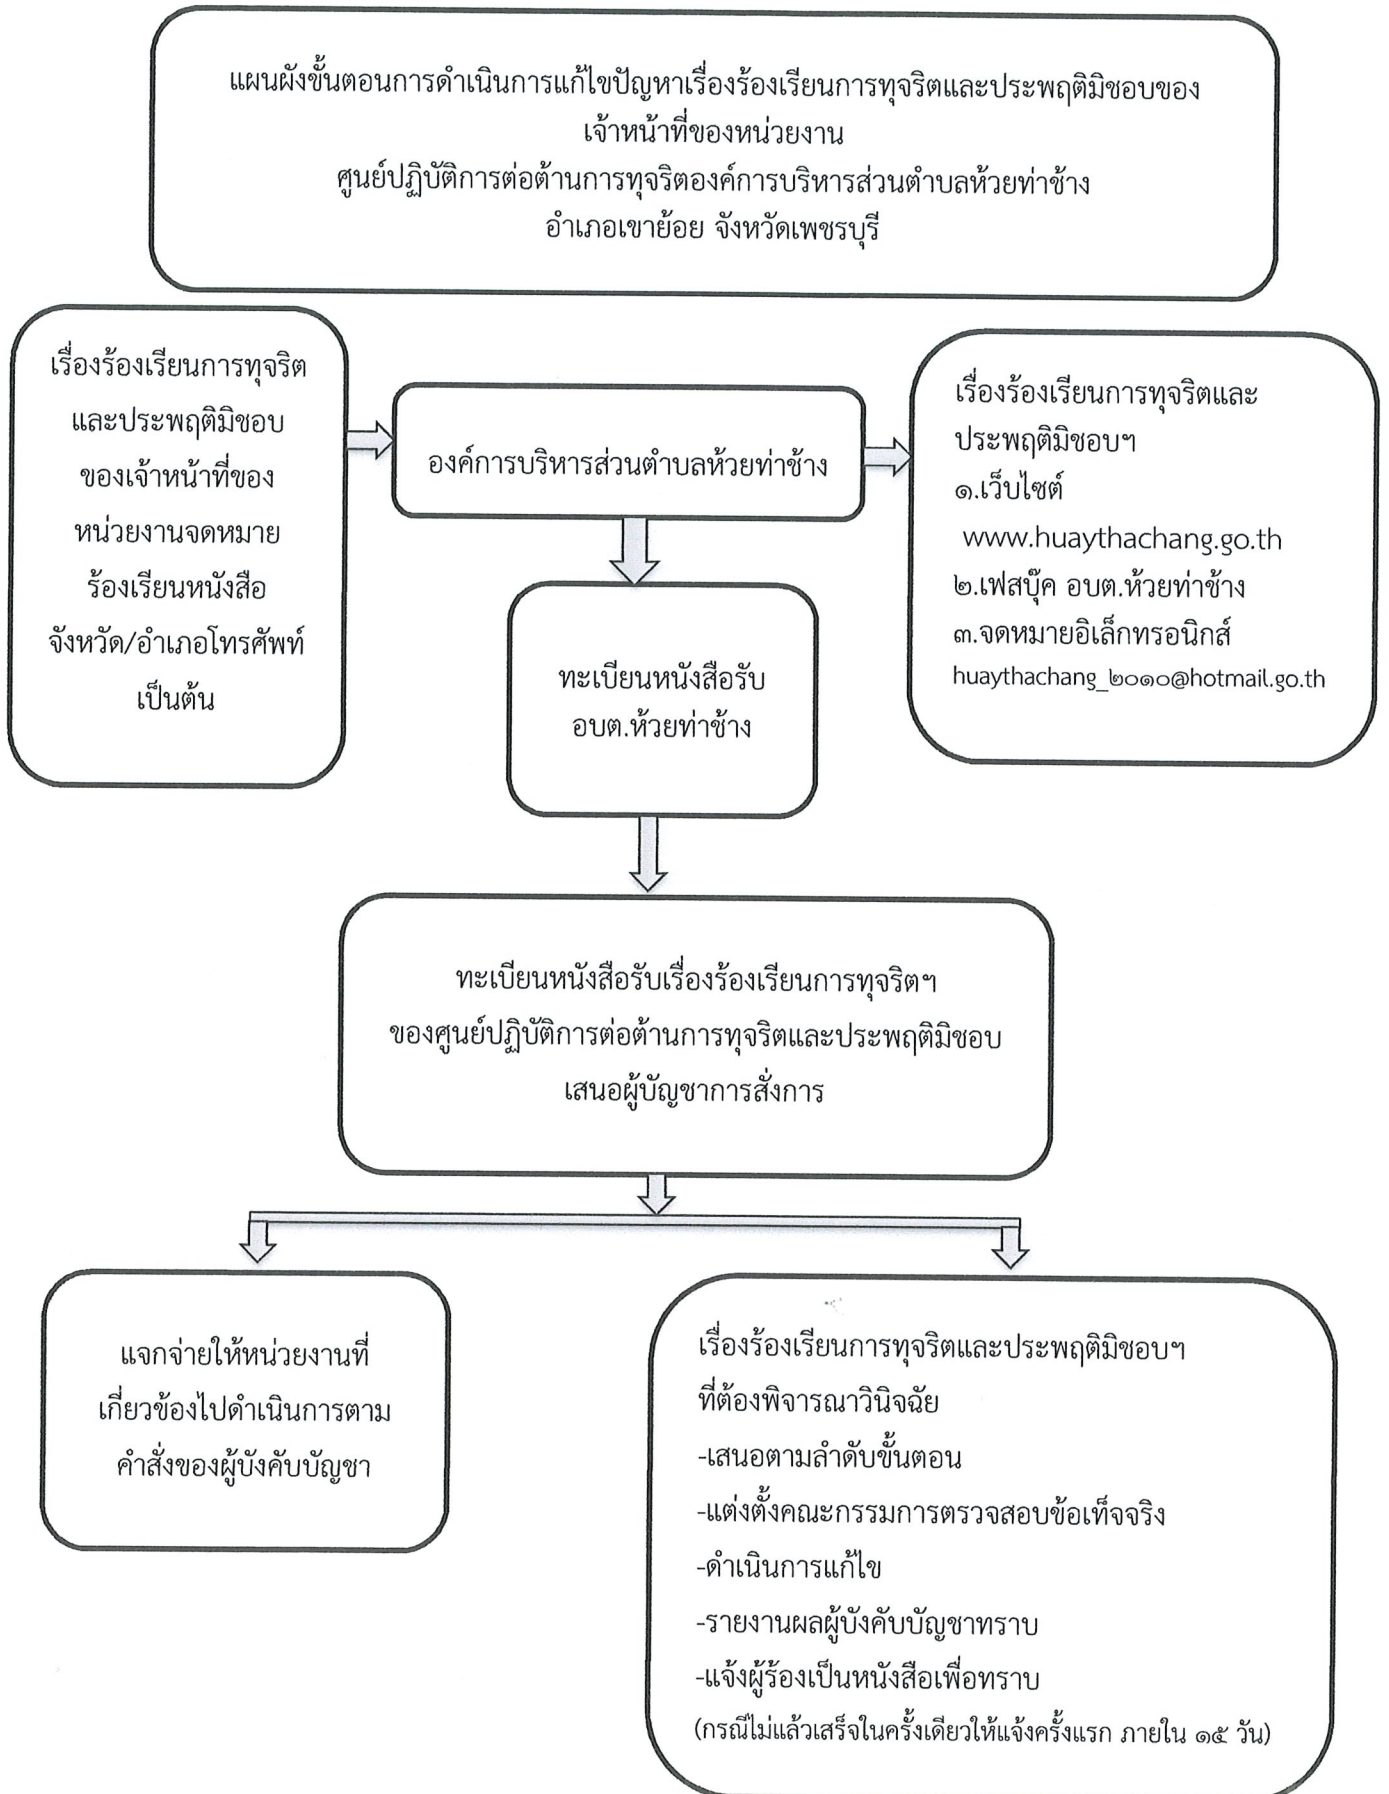 แผนผังขั้นตอนการดำเนินการแก้ไขปัญหาเรื่องร้องเรียนการทุจริตและประพฤติมิชอบของ
เจ้าหน้าที่ของหน่วยงาน
ศูนย์ปฏิบัติการต่อต้านการทุจริตองค์การบริหารส่วนตำบลห้วยท่าช้าง
อำเภอเขาย้อย จังหวัดเพชรบุรี
เรื่องร้องเรียนการทุจริต
และประพฤติมิชอบ
ของเจ้าหน้าที่ของ
หน่วยงานจดหมาย
ร้องเรียนหนังสือ
จังหวัด/อำเภอโทรศัพท์
เป็นต้น
องค์การบริหารส่วนตำบลห้วยท่าช้าง
เรื่องร้องเรียนการทุจริตและ
ประพฤติมิชอบฯ
๑.เว็บไซต์
www.huaythachang.go.th
๒.เฟสบุ๊ค อบต.ห้วยท่าช้าง
๓.จดหมายอิเล็กทรอนิกส์
huaythachang_๒๐๑๐@hotmail.go.th
ทะเบียนหนังสือรับ
อบต.ห้วยท่าช้าง
ทะเบียนหนังสือรับเรื่องร้องเรียนการทุจริตฯ
ของศูนย์ปฏิบัติการต่อต้านการทุจริตและประพฤติมิชอบ
เสนอผู้บัญชาการสั่งการ
แจกจ่ายให้หน่วยงานที่
เกี่ยวข้องไปดำเนินการตาม
คำสั่งของผู้บังคับบัญชา
เรื่องร้องเรียนการทุจริตและประพฤติมิชอบฯ
ที่ต้องพิจารณาวินิจฉัย
-เสนอตามลำดับขั้นตอน
-แต่งตั้งคณะกรรมการตรวจสอบข้อเท็จจริง
-ดำเนินการแก้ไข
-รายงานผลผู้บังคับบัญชาทราบ
-แจ้งผู้ร้องเป็นหนังสือเพื่อทราบ
(กรณีไม่แล้วเสร็จในครั้งเดียวให้แจ้งครั้งแรก ภายใน ๑๕ วัน)